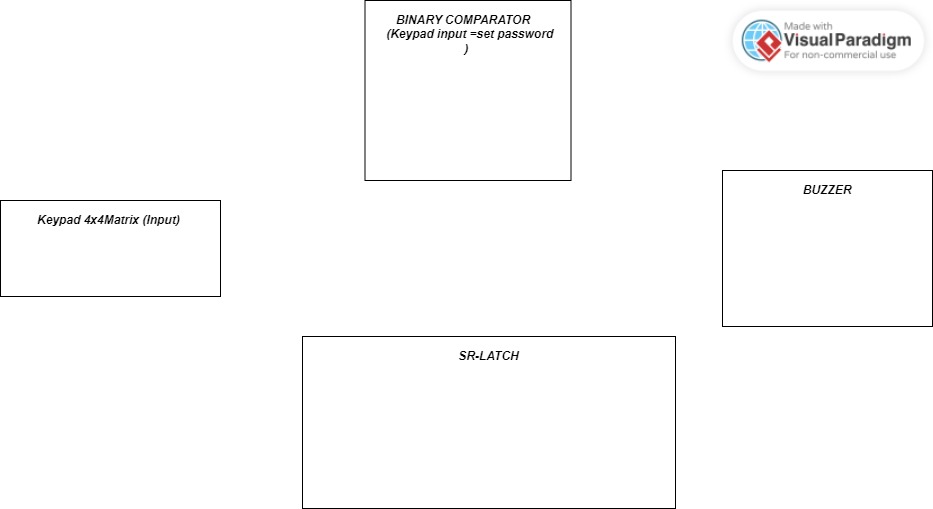 BINARY COMPARATOR
(Keypad input =set password
)
Made with
Visual Paradigm
For non-commercial use
BUZZER
Keypad 4x4Matrix (Input)
SR-LATCH